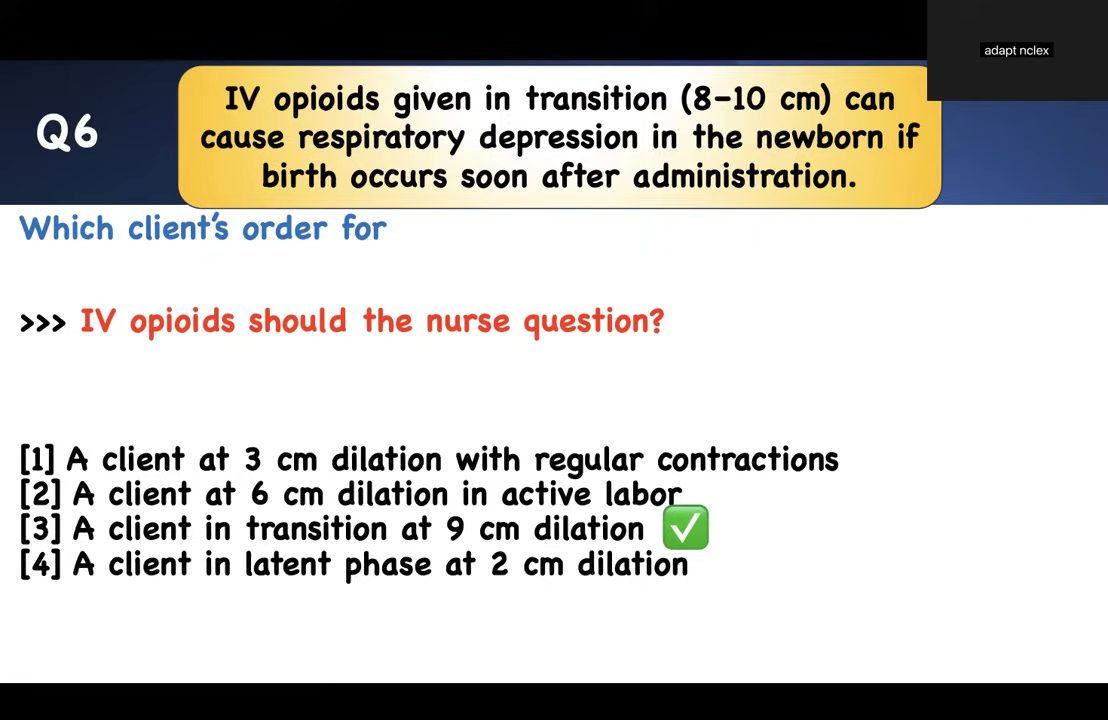 adapt nclex
Q6
IV opioids given in transition (8-10 cm) can
cause respiratory depression in the newborn if
birth occurs soon after administration.
Which client's order for
>>> IV opioids should the nurse question?
[1] A client at 3 cm dilation with regular contractions
[2] A client at 6 cm dilation in active labor
[3] A client in transition at 9 cm dilation ✅
[4] A client in latent phase at 2 cm dilation